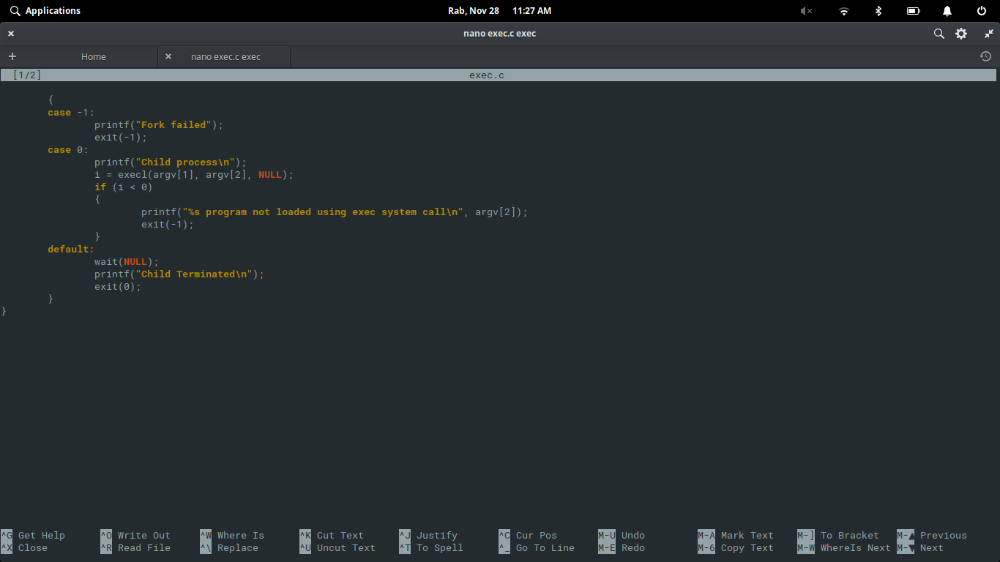 Applications Rab, Nov 28 11:27 AM
nano exec.c exec
Home nano exec.c exec
[1/2] exec.c
{
case -1:
printf("Fork failed");
exit(-1);
case 0:
printf("Child process\n");
i = execl(argv[1], argv[2], NULL);
if (i < 0)
{
printf("%s program not loaded using exec system call\n", argv[2]);
exit(-1);
}
default:
wait(NULL);
printf("Child Terminated\n");
exit(0);
}
}
^G Get Help ^O Write Out ^W Where Is ^K Cut Text ^J Justify ^C Cur Pos M-U Undo M-A Mark Text M-] To Bracket M-▲ Previous
^X Close ^R Read File ^\ Replace ^U Uncut Text ^T To Spell ^_ Go To Line M-E Redo M-6 Copy Text M-W WhereIs Next M-▼ Next